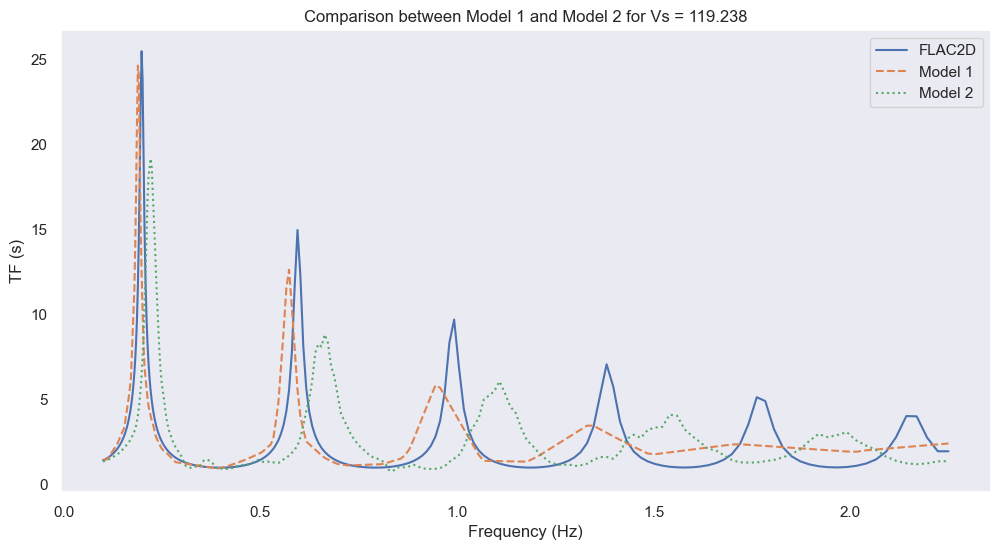 Comparison between Model 1 and Model 2 for Vs = 119.238
FLAC2D
Model 1
Model 2
TF (s)
25
20
15
10
5
0
0.0
0.5
1.0
1.5
2.0
Frequency (Hz)